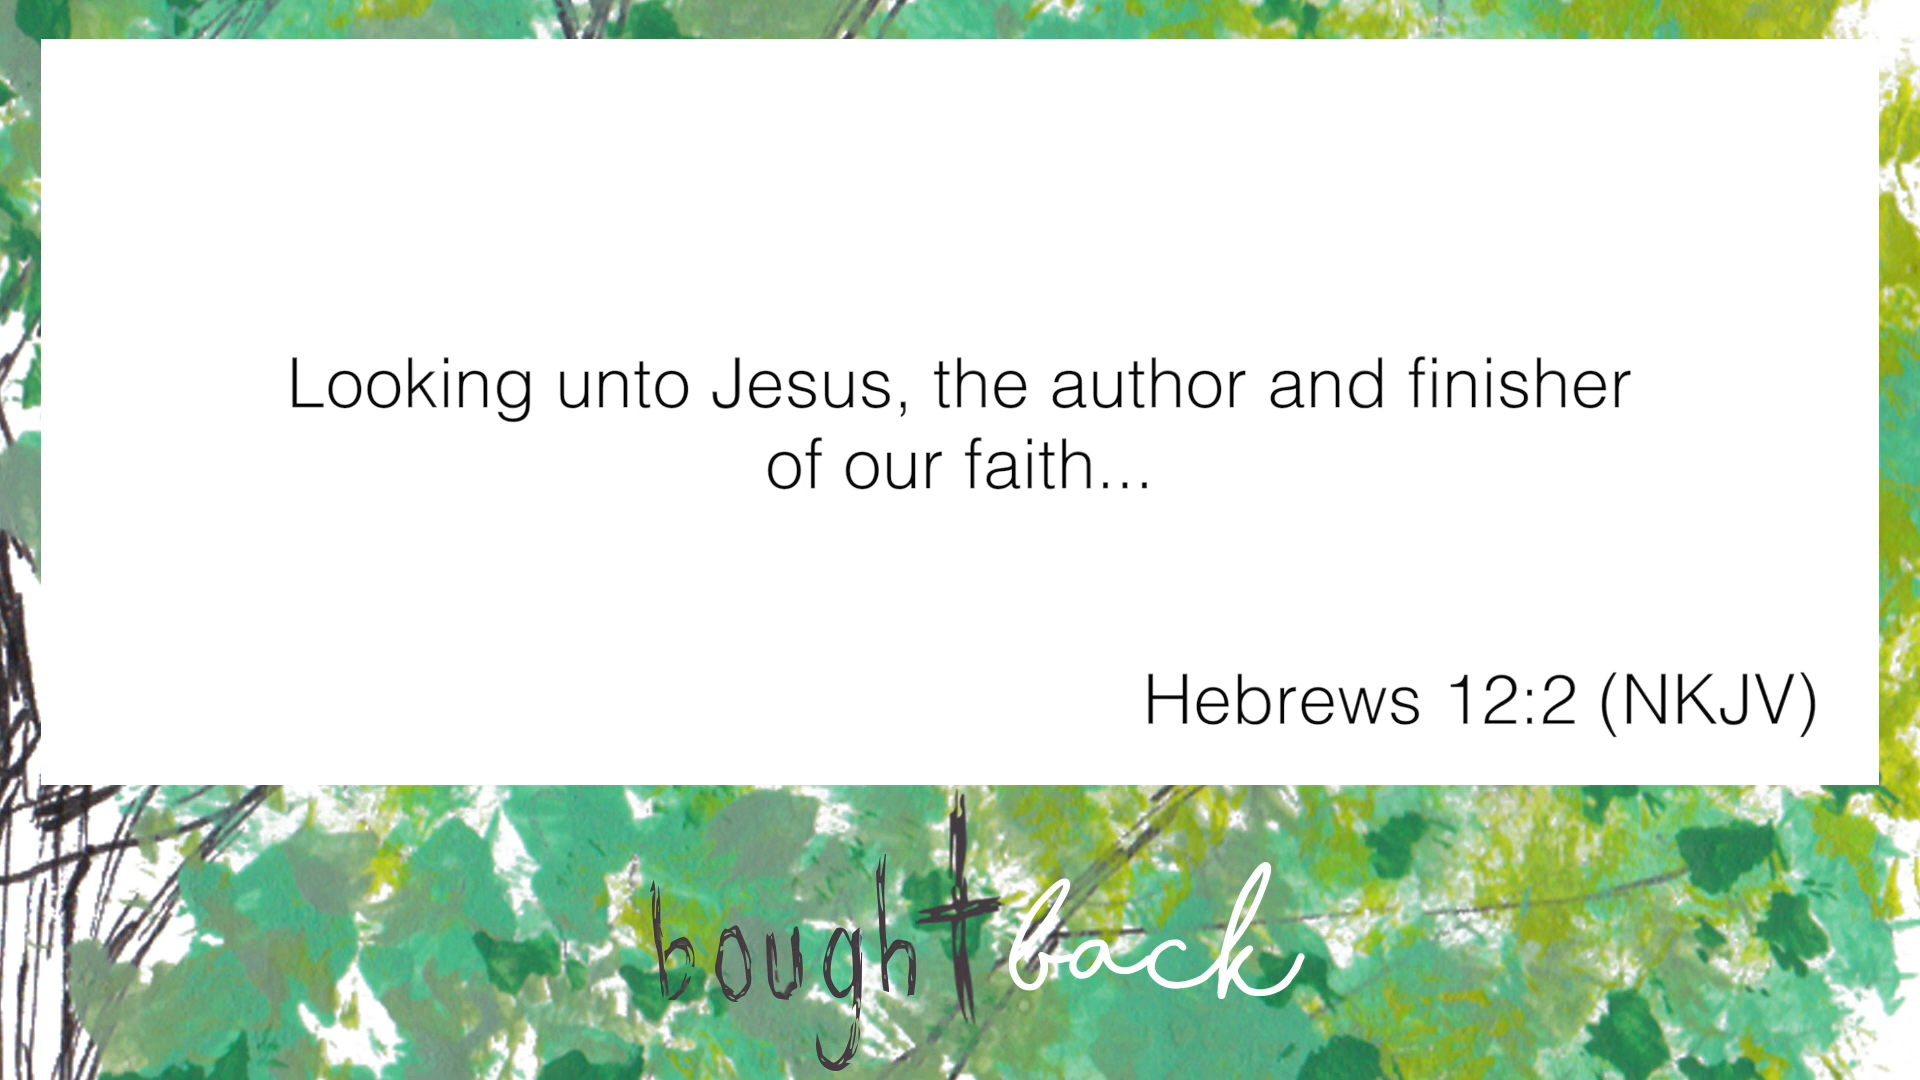 Looking unto Jesus, the author and finisher
of our faith...
Hebrews 12:2 (NKJV)
bought back